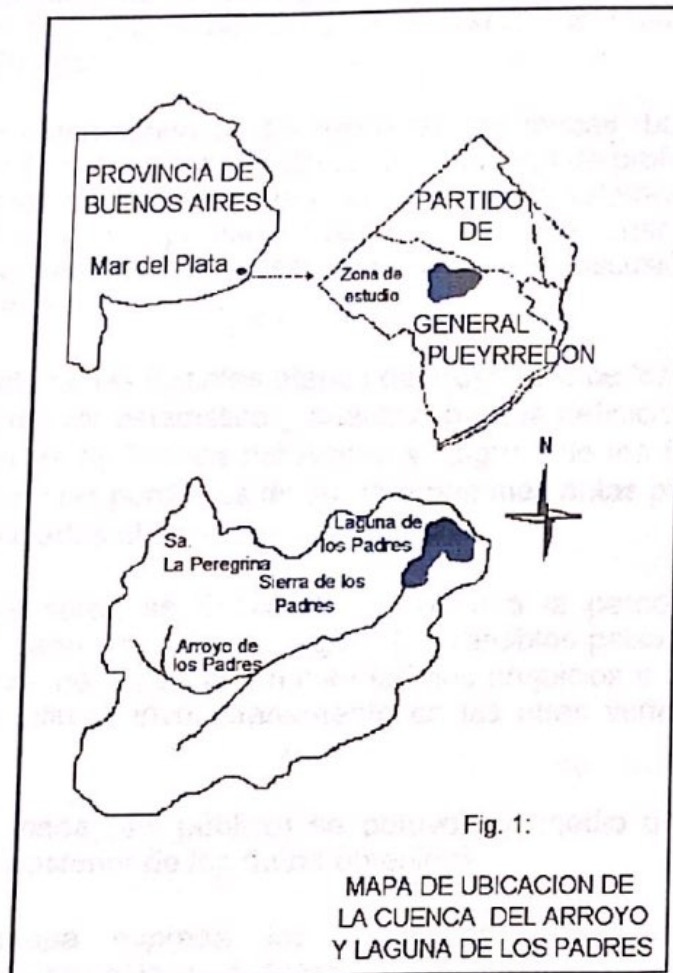 PROVINCIA DE
BUENOS AIRES
Mar del Plata
PARTIDO
DE
Zona de
estudio
GENERAL
PUEYRREDON
N
Laguna de
los Padres
Sa.
La Peregrina
Sierra de los
Padres
Arroyo de
los Padres
Fig. 1:
MAPA DE UBICACION DE
LA CUENCA DEL ARROYO
Y LAGUNA DE LOS PADRES